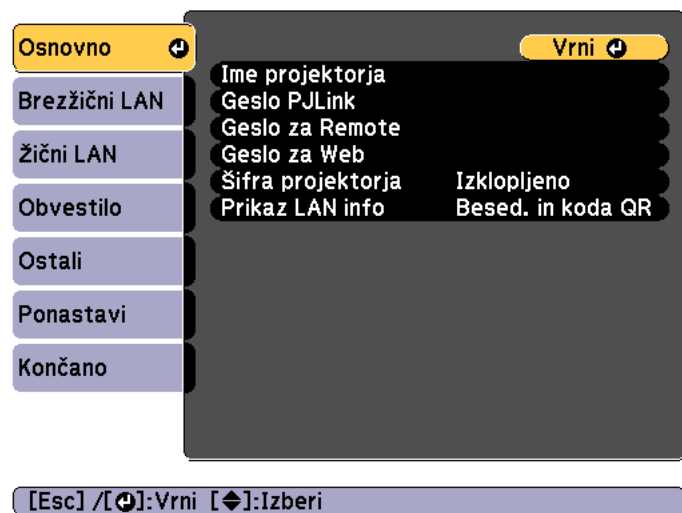 Osnovno
Vrni
Ime projektorja
Brezžični LAN
Geslo PJLink
Geslo za Remote
Žični LAN
Geslo za Web
Šifra projektorja Izklopljeno
Obvestilo
Prikaz LAN info Besed. in koda QR
Ostali
Ponastavi
Končano
[Esc] /[⏎]:Vrni [◆]:Izberi